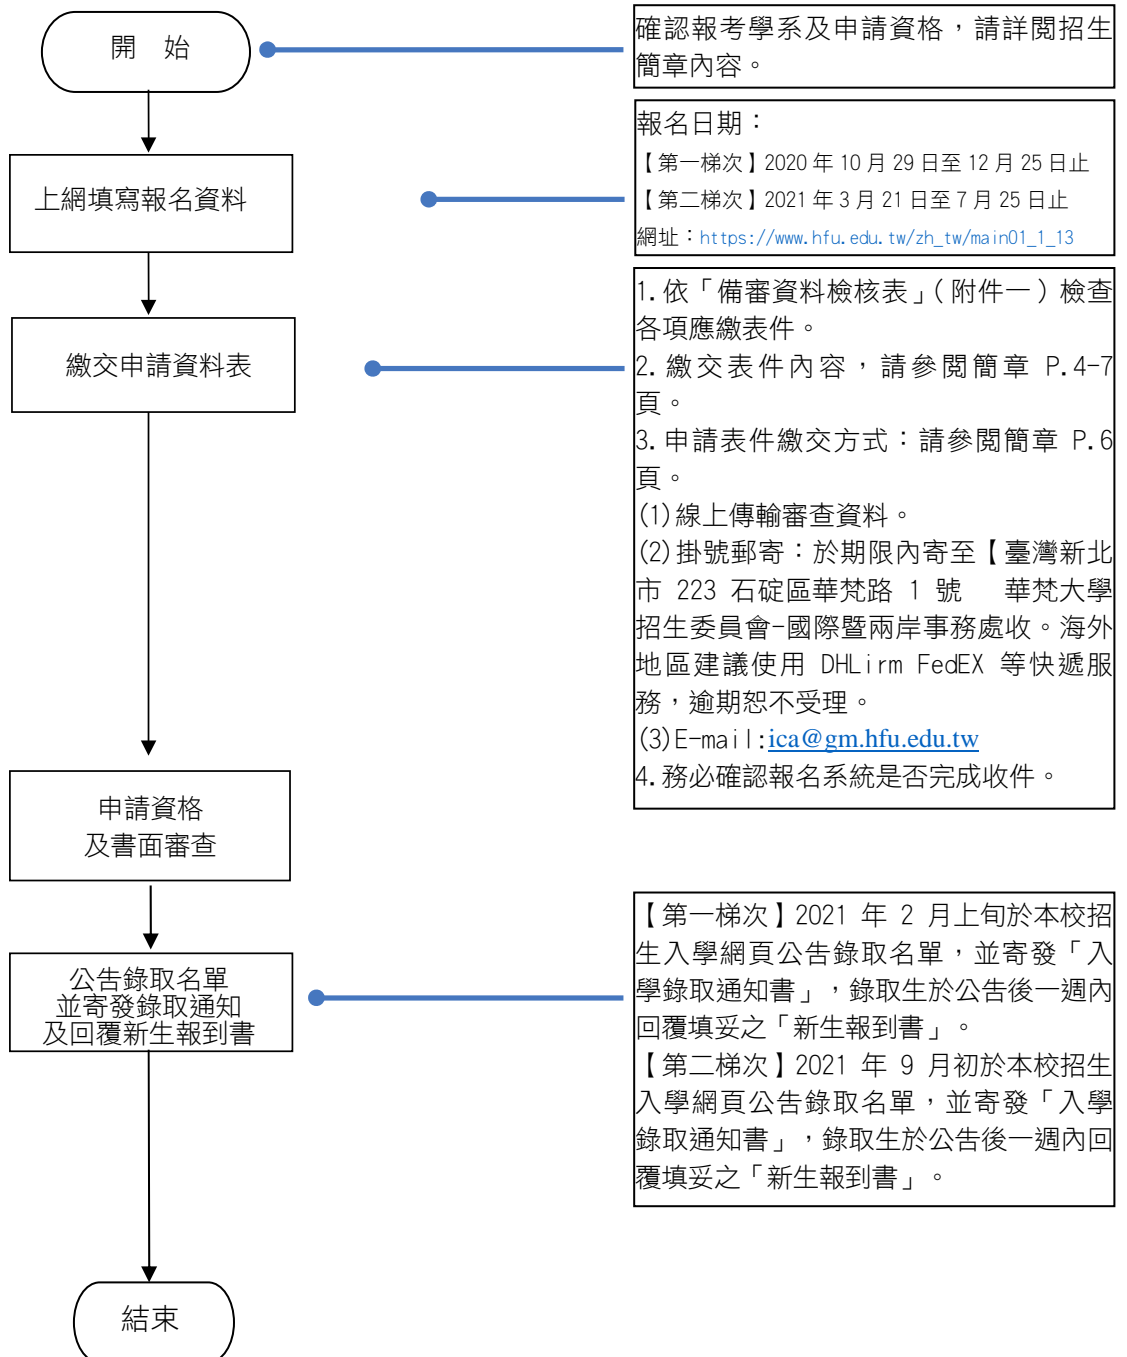 開　始
確認報考學系及申請資格，請詳閱招生
簡章內容。
上網填寫報名資料
報名日期：
【第一梯次】2020 年 10 月 29 日至 12 月 25 日止
【第二梯次】2021 年 3 月 21 日至 7 月 25 日止
網址：https://www.hfu.edu.tw/zh_tw/main01_1_13
繳交申請資料表
1.依「備審資料檢核表」（附件一）檢查
各項應繳表件。
2.繳交表件內容，請參閱簡章 P.4-7
頁。
3.申請表件繳交方式：請參閱簡章 P.6
頁。
(1)線上傳輸審查資料。
(2)掛號郵寄：於期限內寄至【臺灣新北
市 223 石碇區華梵路 1 號　華梵大學
招生委員會-國際暨兩岸事務處收。海外
地區建議使用 DHLirm FedEX 等快遞服
務，逾期恕不受理。
(3)E-mail:ica@gm.hfu.edu.tw
4.務必確認報名系統是否完成收件。
申請資格
及書面審查
公告錄取名單
並寄發錄取通知
及回覆新生報到書
【第一梯次】2021 年 2 月上旬於本校招
生入學網頁公告錄取名單，並寄發「入
學錄取通知書」，錄取生於公告後一週內
回覆填妥之「新生報到書」。
【第二梯次】2021 年 9 月初於本校招生
入學網頁公告錄取名單，並寄發「入學
錄取通知書」，錄取生於公告後一週內回
覆填妥之「新生報到書」。
結束